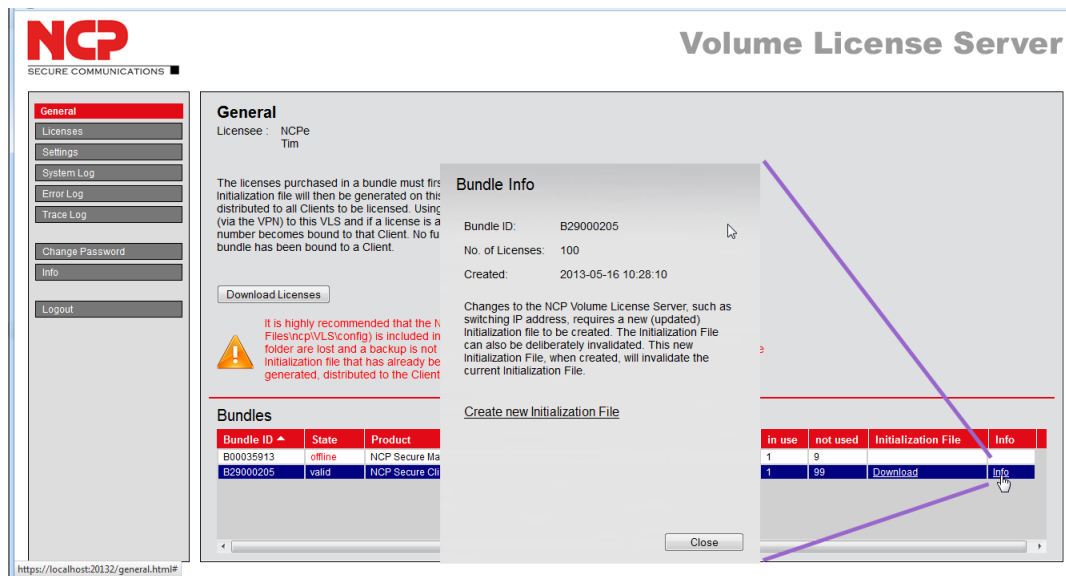 NCP
SECURE COMMUNICATIONS
Volume License Server
General
Licenses
Settings
System Log
Error Log
Trace Log
Change Password
Info
Logout
General
Licensee : NCPe
Tim
The licenses purchased in a bundle must firs
Initialization file will then be generated on this
distributed to all Clients to be licensed. Using
(via the VPN) to this VLS and if a license is a
number becomes bound to that Client. No fu
bundle has been bound to a Client.
Download Licenses
It is highly recommended that the N
Files\ncp\VLS\config) is included in
folder are lost and a backup is not
Initialization file that has already be
generated, distributed to the Client
e
Bundle Info
Bundle ID: B29000205
No. of Licenses: 100
Created: 2013-05-16 10:28:10
Changes to the NCP Volume License Server, such as
switching IP address, requires a new (updated)
Initialization file to be created. The Initialization File
can also be deliberately invalidated. This new
Initialization File, when created, will invalidate the
current Initialization File.
Create new Initialization File
Close
Bundles
Bundle ID State Product in use not used Initialization File Info
B00035913 offline NCP Secure Ma 1 9
B29000205 valid NCP Secure Cli 1 99 Download Info
https://localhost:20132/general.html#